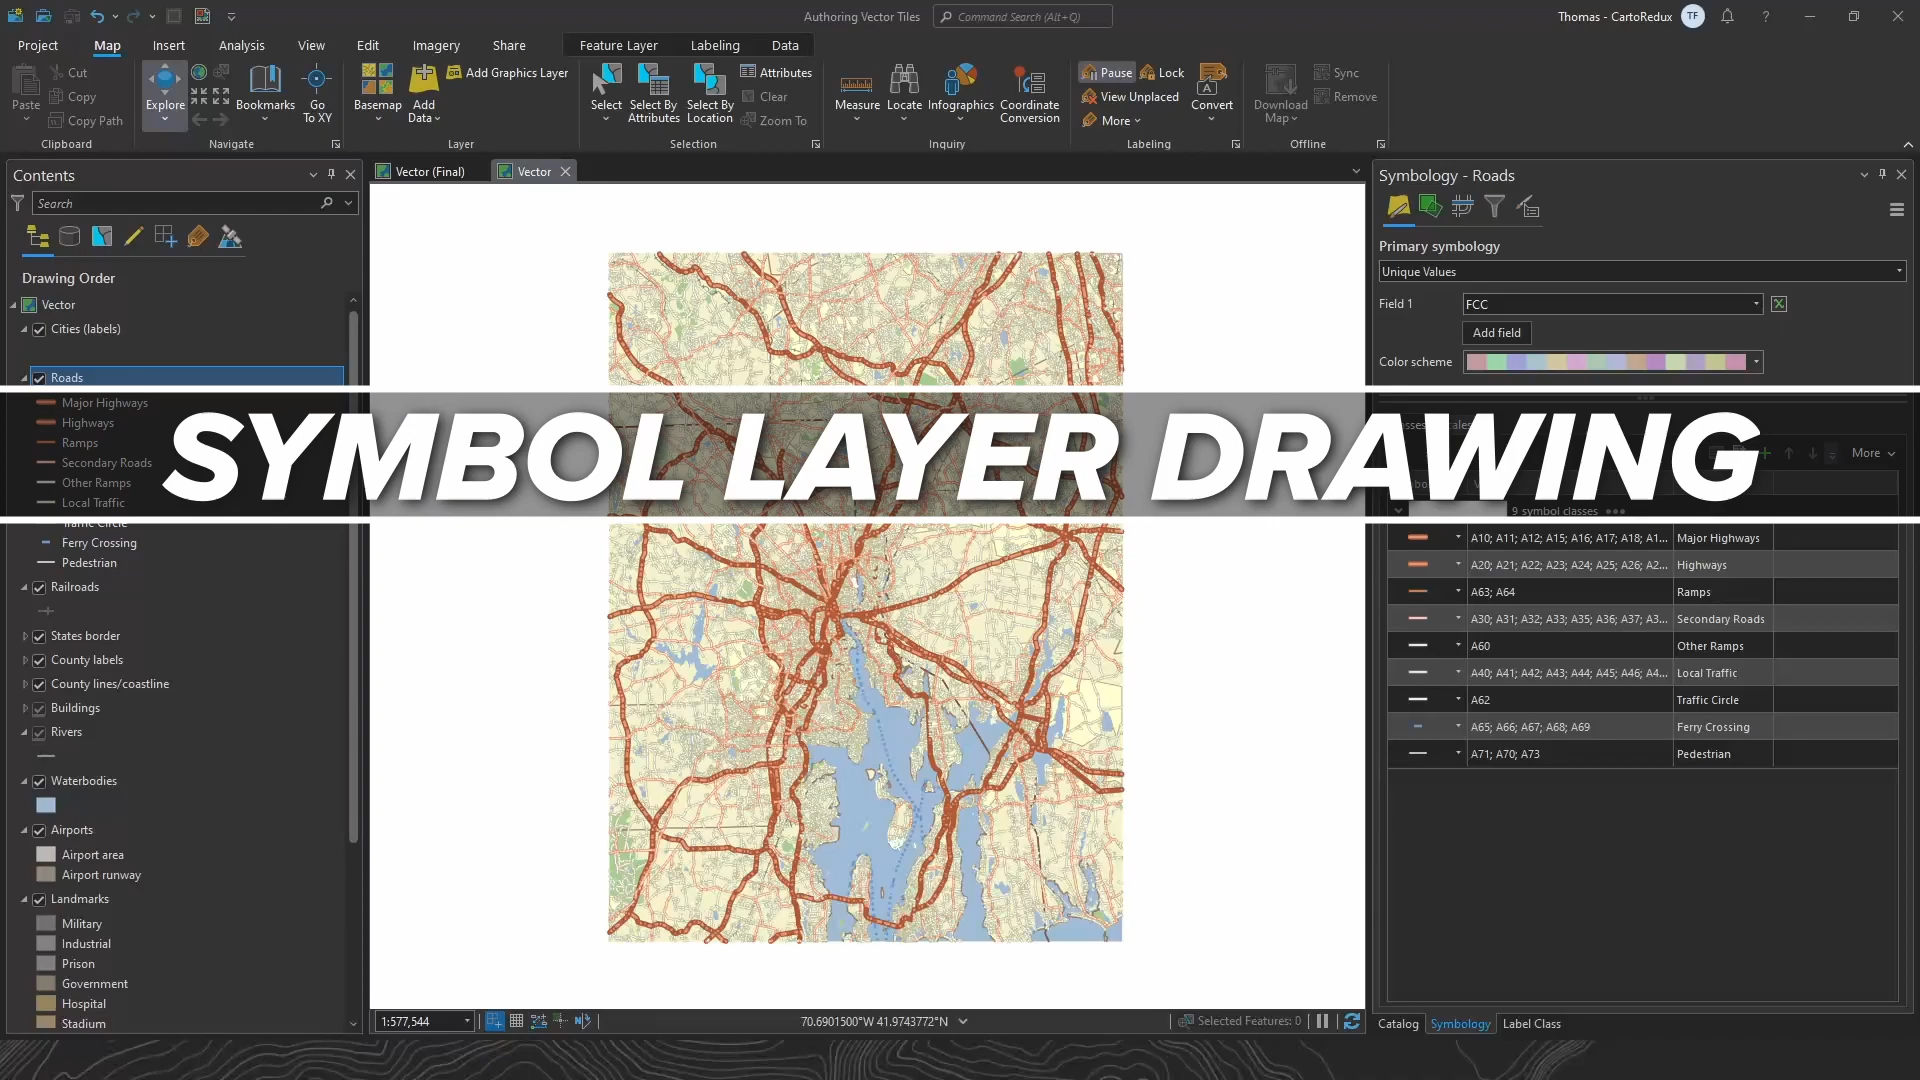 Authoring Vector Tiles
Command Search (Alt+Q)
Thomas - CartoRedux
TF
?
Project
Map
Insert
Analysis
View
Edit
Imagery
Share
Feature Layer
Labeling
Data
Paste
Cut
Copy
Copy Path
Clipboard
Explore
Bookmarks
Go
To XY
Navigate
Basemap
Add
Data
Add Graphics Layer
Layer
Select
Select By
Attributes
Select By
Location
Attributes
Clear
Zoom To
Selection
Measure
Locate
Infographics
Coordinate
Conversion
Inquiry
Pause
Lock
View Unplaced
More
Convert
Labeling
Download
Map
Sync
Remove
Offline
Contents
Search
Drawing Order
Vector
Cities (labels)
Roads
Major Highways
Highways
Ramps
Secondary Roads
Other Ramps
Local Traffic
Traffic Circle
Ferry Crossing
Pedestrian
Railroads
States border
County labels
County lines/coastline
Buildings
Rivers
Waterbodies
Airports
Airport area
Airport runway
Landmarks
Military
Industrial
Prison
Government
Hospital
Stadium
Vector (Final)
Vector
SYMBOL LAYER DRAWING
1:577,544
70.6901500°W 41.9743772°N
Selected Features: 0
Symbology - Roads
Primary symbology
Unique Values
Field 1
FCC
Add field
Color scheme
More
9 symbol classes
A10; A11; A12; A15; A16; A17; A18; A1... Major Highways
A20; A21; A22; A23; A24; A25; A26; A2... Highways
A63; A64 Ramps
A30; A31; A32; A33; A35; A36; A37; A3... Secondary Roads
A60 Other Ramps
A40; A41; A42; A43; A44; A45; A46; A4... Local Traffic
A62 Traffic Circle
A65; A66; A67; A68; A69 Ferry Crossing
A71; A70; A73 Pedestrian
Catalog
Symbology
Label Class